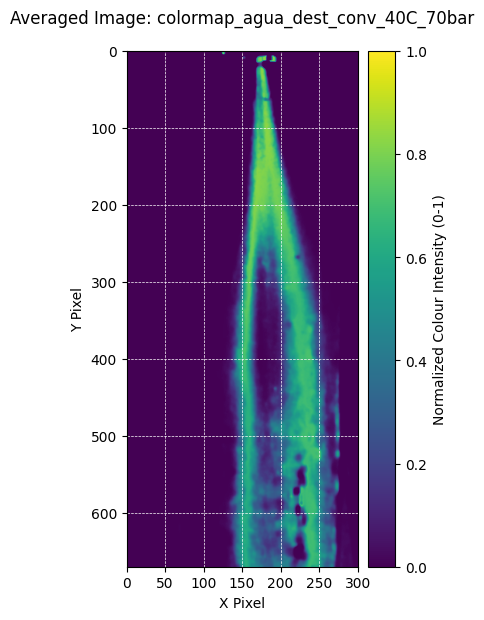 Averaged Image: colormap_agua_dest_conv_40C_70bar
0
100
200
300
400
500
600
Y Pixel
0 50 100 150 200 250 300
X Pixel
1.0
0.8
0.6
0.4
0.2
0.0
Normalized Colour Intensity (0-1)